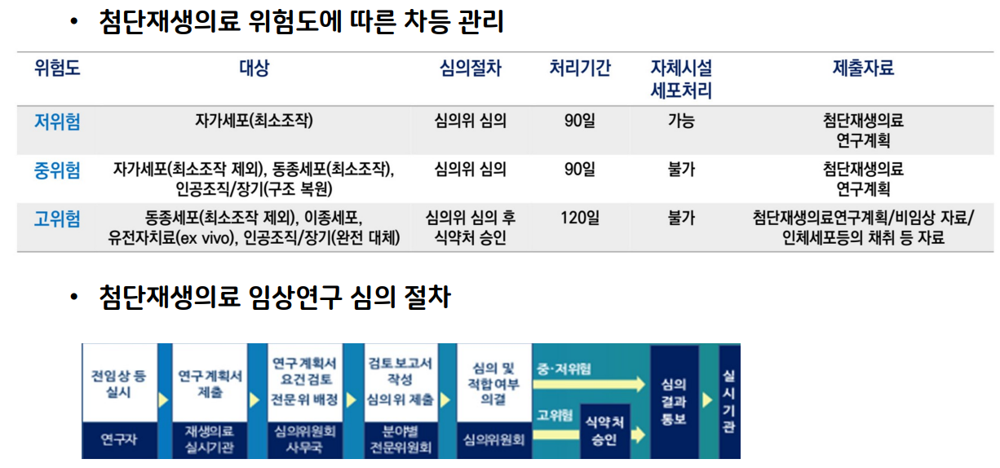 • 첨단재생의료 위험도에 따른 차등 관리
위험도 대상 심의절차 처리기간 자체시설
세포처리 제출자료
저위험 자가세포(최소조작) 심의위 심의 90일 가능 첨단재생의료
연구계획
중위험 자가세포(최소조작 제외), 동종세포(최소조작),
인공조직/장기(구조 복원) 심의위 심의 90일 불가 첨단재생의료
연구계획
고위험 동종세포(최소조작 제외), 이종세포,
유전자치료(ex vivo), 인공조직/장기(완전 대체) 심의위 심의 후
식약처 승인 120일 불가 첨단재생의료연구계획/비임상 자료/
인체세포등의 채취 등 자료
• 첨단재생의료 임상연구 심의 절차
전임상 등
실시
연구자
연구계획서
제출
재생의료
실시기관
연구계획서
요건검토
전문위 배정
심의위원회
사무국
검토보고서
작성
심의위 제출
분야별
전문위원회
심의 및
적합여부
의결
심의위원회
중·저위험
고위험
식약처
승인
심의
결과
통보
실
시
기
관